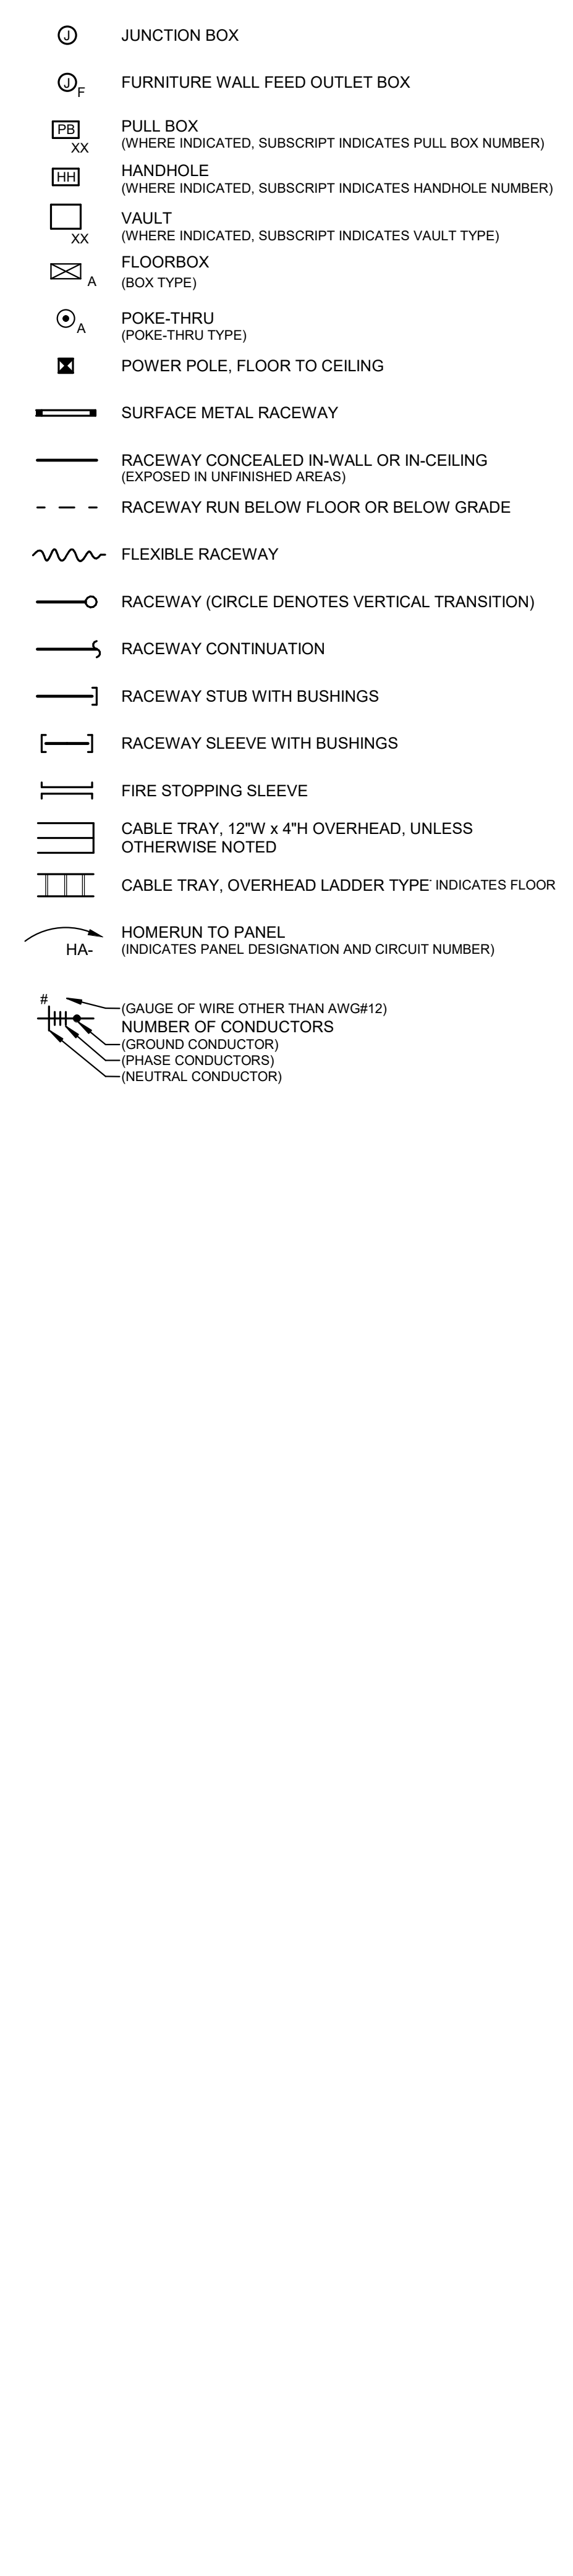 J JUNCTION BOX
J F FURNITURE WALL FEED OUTLET BOX
PB XX PULL BOX
(WHERE INDICATED, SUBSCRIPT INDICATES PULL BOX NUMBER)
HH HANDHOLE
(WHERE INDICATED, SUBSCRIPT INDICATES HANDHOLE NUMBER)
XX VAULT
(WHERE INDICATED, SUBSCRIPT INDICATES VAULT TYPE)
A FLOORBOX
(BOX TYPE)
A POKE-THRU
(POKE-THRU TYPE)
POWER POLE, FLOOR TO CEILING
SURFACE METAL RACEWAY
RACEWAY CONCEALED IN-WALL OR IN-CEILING
(EXPOSED IN UNFINISHED AREAS)
RACEWAY RUN BELOW FLOOR OR BELOW GRADE
FLEXIBLE RACEWAY
RACEWAY (CIRCLE DENOTES VERTICAL TRANSITION)
RACEWAY CONTINUATION
RACEWAY STUB WITH BUSHINGS
RACEWAY SLEEVE WITH BUSHINGS
FIRE STOPPING SLEEVE
CABLE TRAY, 12"W x 4"H OVERHEAD, UNLESS
OTHERWISE NOTED
CABLE TRAY, OVERHEAD LADDER TYPE INDICATES FLOOR
HOMERUN TO PANEL
HA- (INDICATES PANEL DESIGNATION AND CIRCUIT NUMBER)
#
(GAUGE OF WIRE OTHER THAN AWG#12)
NUMBER OF CONDUCTORS
(GROUND CONDUCTOR)
(PHASE CONDUCTORS)
(NEUTRAL CONDUCTOR)